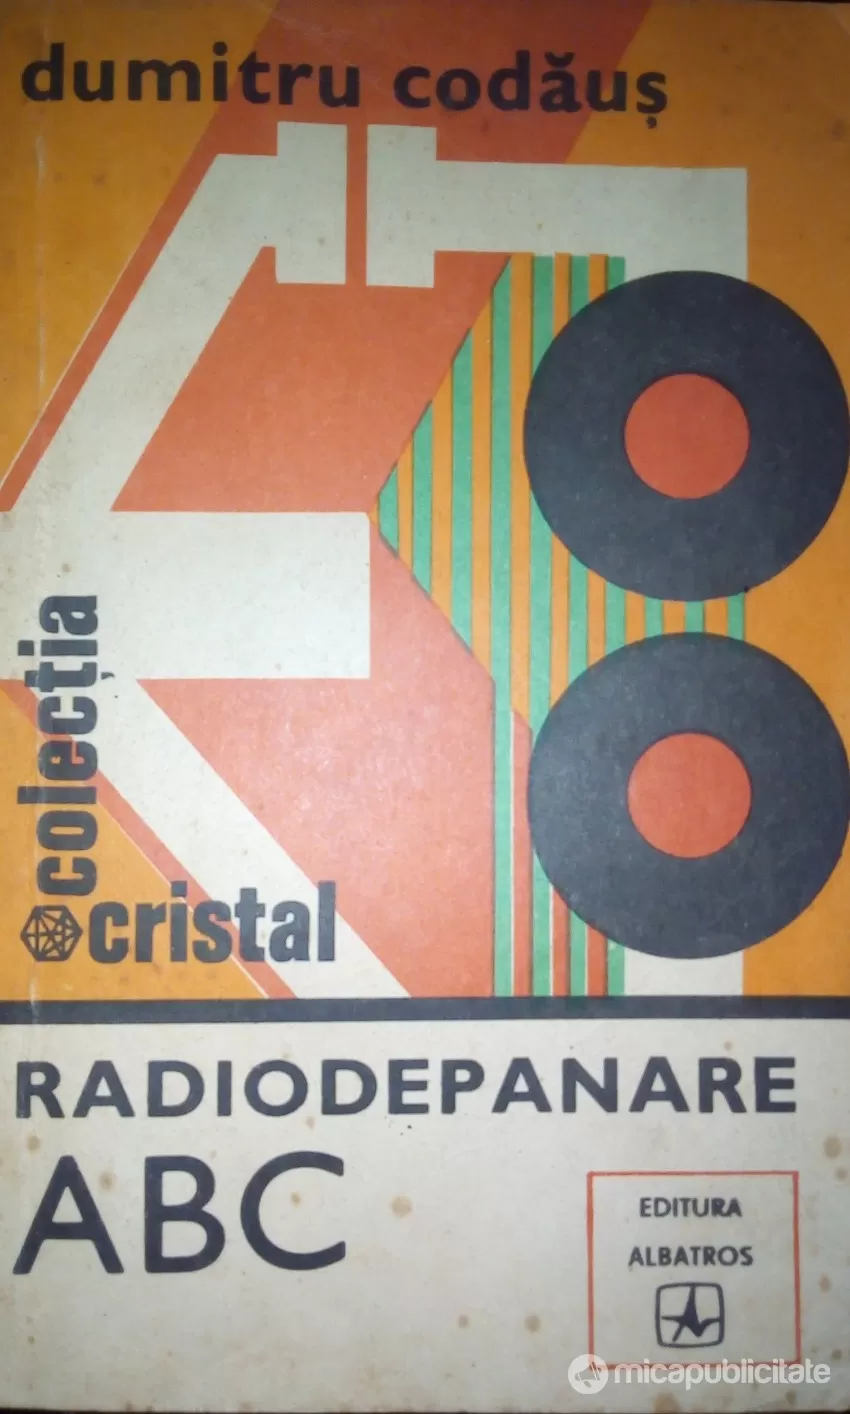 dumitru codăuș
colecția
cristal
RADIODEPANARE
ABC
EDITURA
ALBATROS
micapublicitate